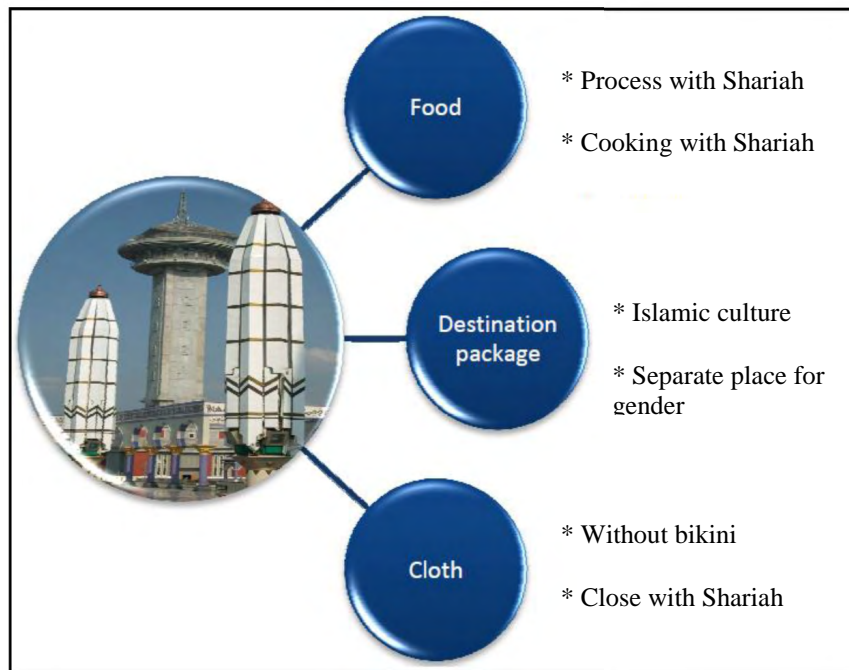 Food
* Process with Shariah
* Cooking with Shariah
Destination
package
* Islamic culture
* Separate place for
gender
Cloth
* Without bikini
* Close with Shariah